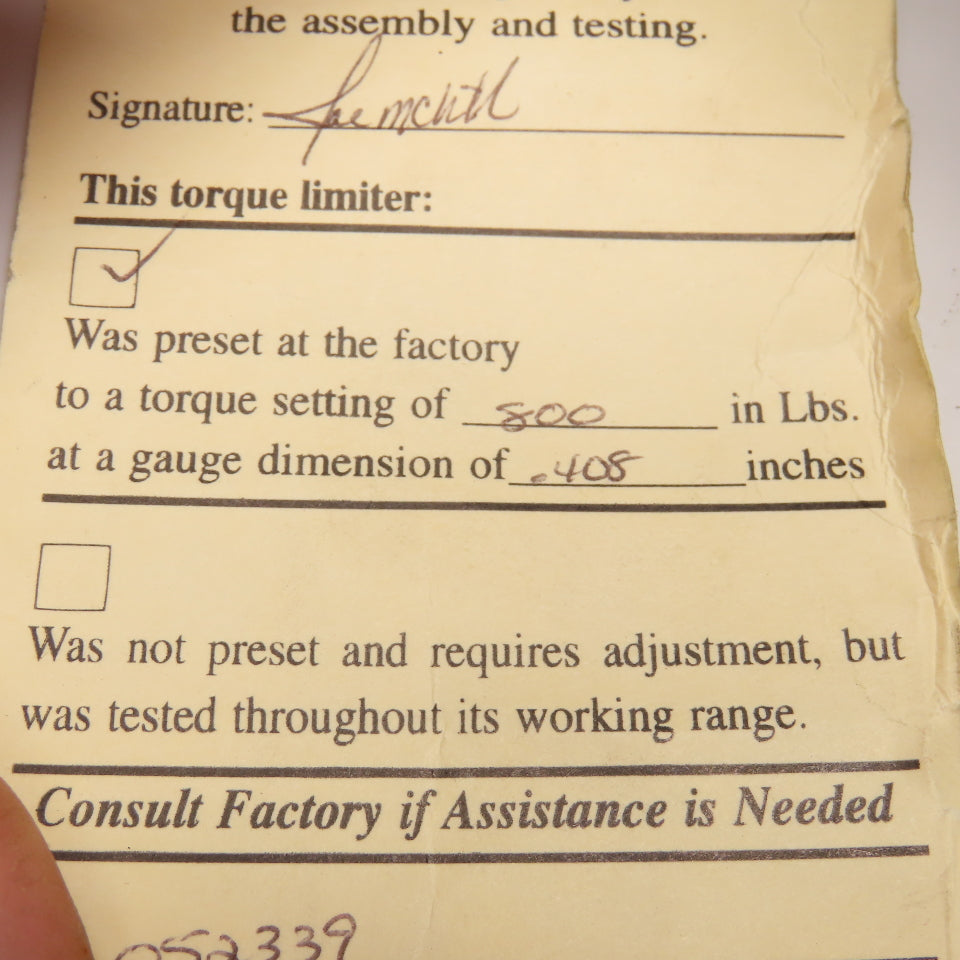 the assembly and testing.
Signature:
This torque limiter:
Was preset at the factory
to a torque setting of 800 in Lbs.
at a gauge dimension of .408 inches
Was not preset and requires adjustment, but
was tested throughout its working range.
Consult Factory if Assistance is Needed
052339